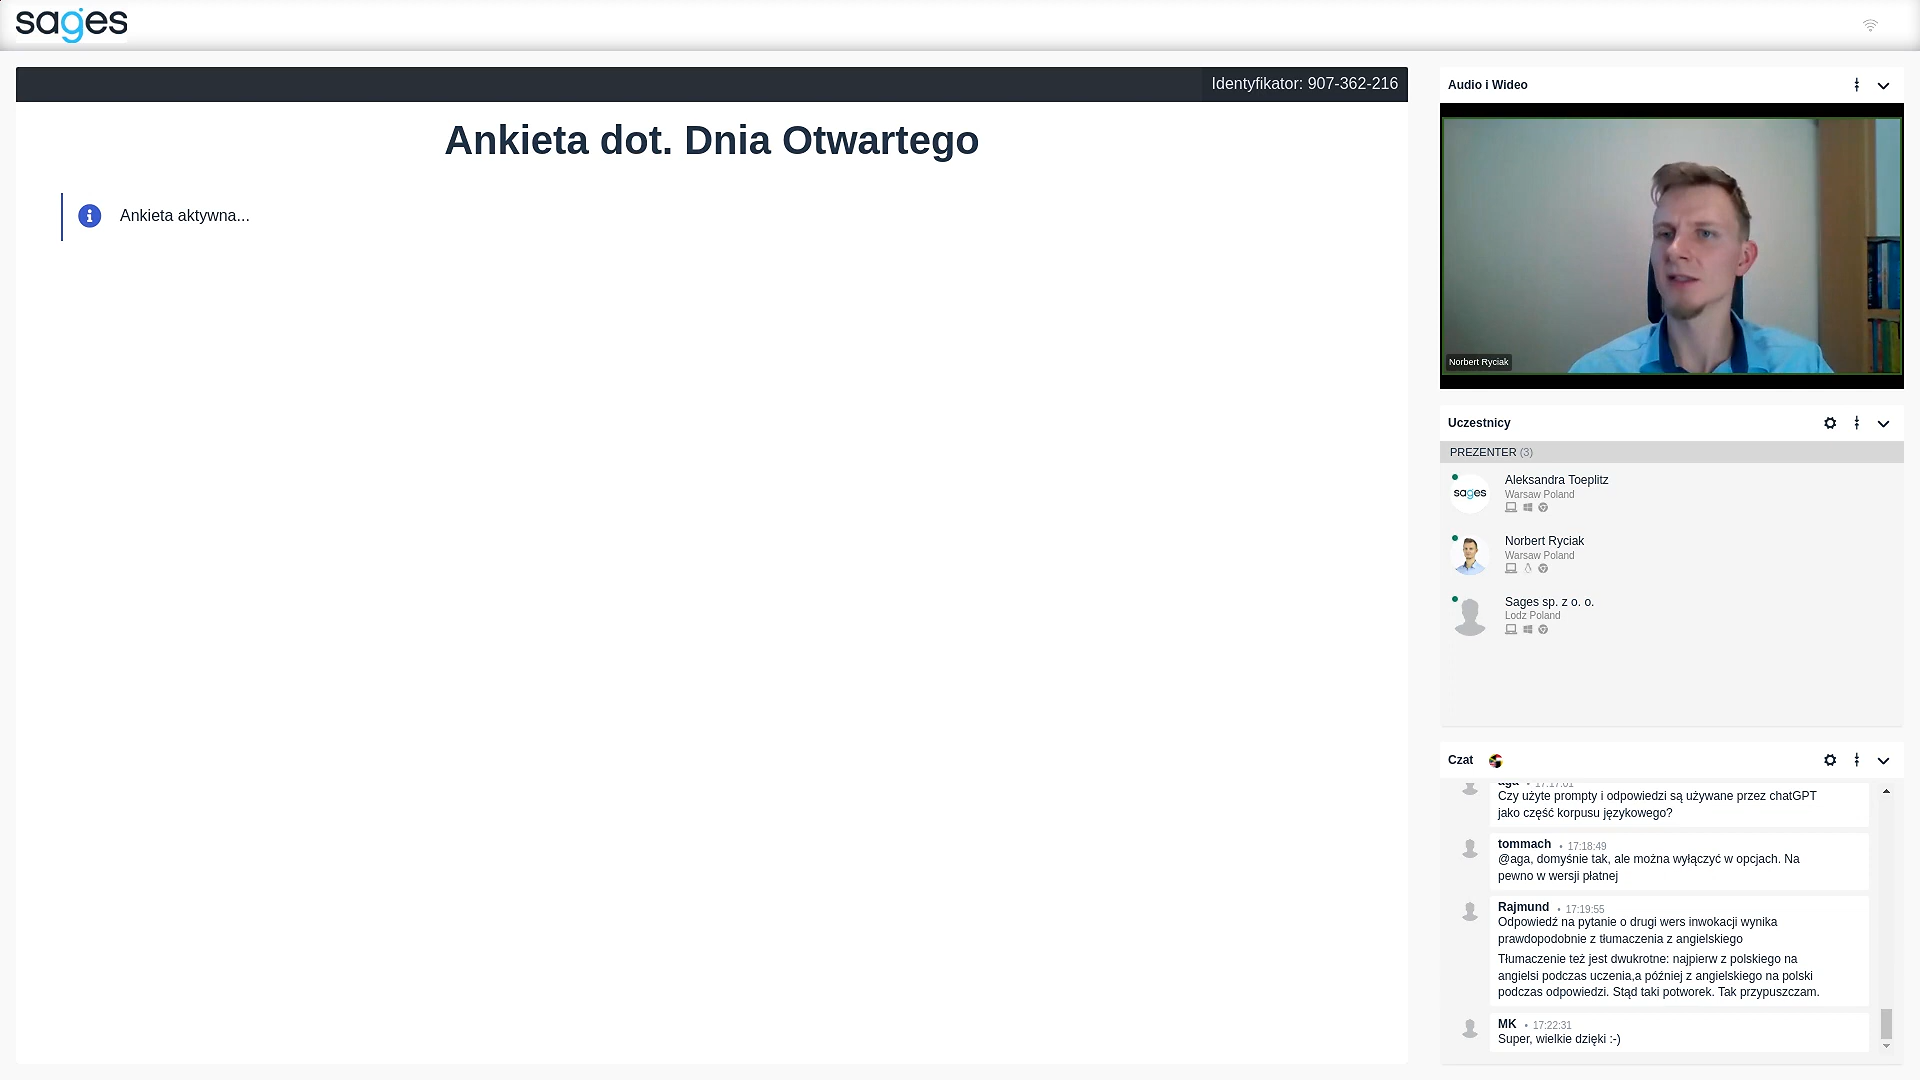 sages
Identyfikator: 907-362-216
Ankieta dot. Dnia Otwartego
Ankieta aktywna...
Audio i Wideo
Norbert Ryciak
Uczestnicy
PREZENTER (3)
sages
Aleksandra Toeplitz
Warsaw Poland
Norbert Ryciak
Warsaw Poland
Sages sp. z o. o.
Lodz Poland
Czat
aga • 17:17:01
Czy użyte prompty i odpowiedzi są używane przez chatGPT
jako część korpusu językowego?
tommach • 17:18:49
@aga, domyśnie tak, ale można wyłączyć w opcjach. Na
pewno w wersji płatnej
Rajmund • 17:19:55
Odpowiedź na pytanie o drugi wers inwokacji wynika
prawdopodobnie z tłumaczenia z angielskiego
Tłumaczenie też jest dwukrotne: najpierw z polskiego na
angielsi podczas uczenia,a później z angielskiego na polski
podczas odpowiedzi. Stąd taki potworek. Tak przypuszczam.
MK • 17:22:31
Super, wielkie dzięki :-)